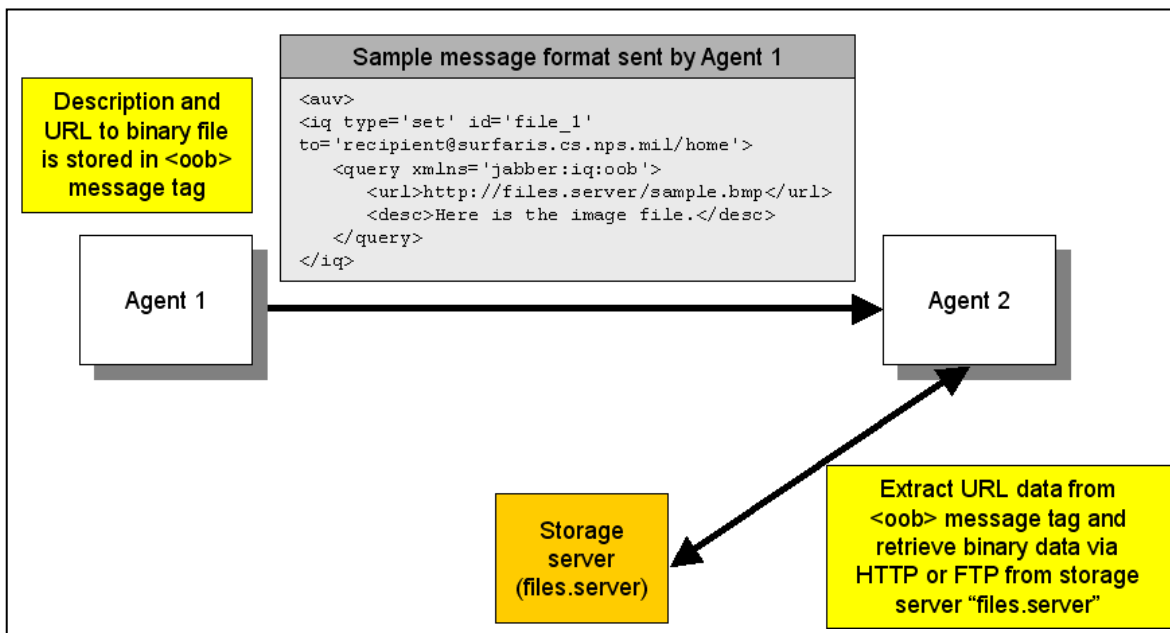 Sample message format sent by Agent 1
Description and
URL to binary file
is stored in <oob>
message tag
<auv>
<iq type='set' id='file_1'
to='recipient@surfaris.cs.nps.mil/home'>
<query xmlns='jabber:iq:oob'>
<url>http://files.server/sample.bmp</url>
<desc>Here is the image file.</desc>
</query>
</iq>
Agent 1
Agent 2
Storage
server
(files.server)
Extract URL data from
<oob> message tag and
retrieve binary data via
HTTP or FTP from storage
server “files.server”